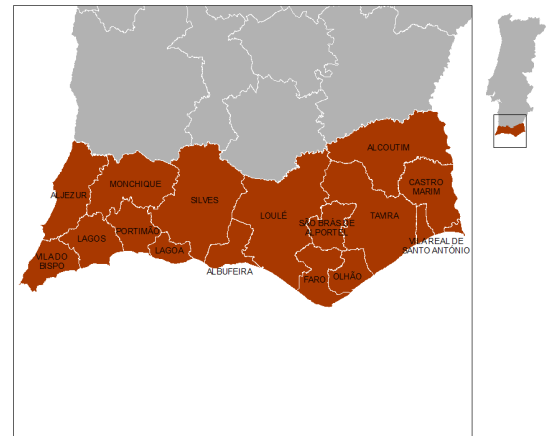 ALCOUTIM
MONCHIQUE
CASTRO
MARIM
ALJEZUR
SILVES
LOULÉ
TAVIRA
SÃO BRÁS DE
ALPORTEL
PORTIMÃO
LAGOS
VILA REAL DE
SANTO ANTÓNIO
LAGOA
VILA DO
BISPO
ALBUFEIRA
FARO
OLHÃO